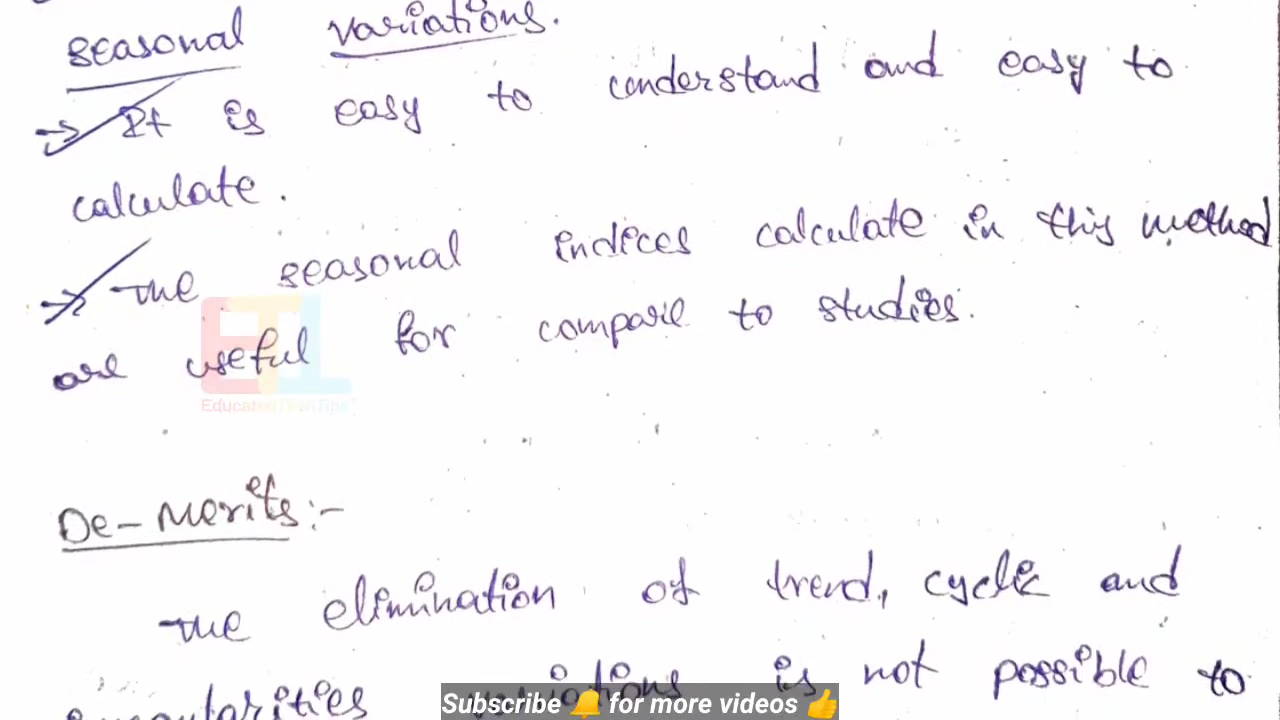 seasonal variations.
→ It is easy to understand and easy to
calculate.
→ The seasonal indices calculate in this method
are useful for compare to studies.
EducatedTechTips
De-Merits:-
The elimination of trend, cycle and
variations is not possible to
Subscribe 🔔 for more videos 👍